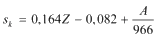 s_k = 0,164Z − 0,082 + A/966